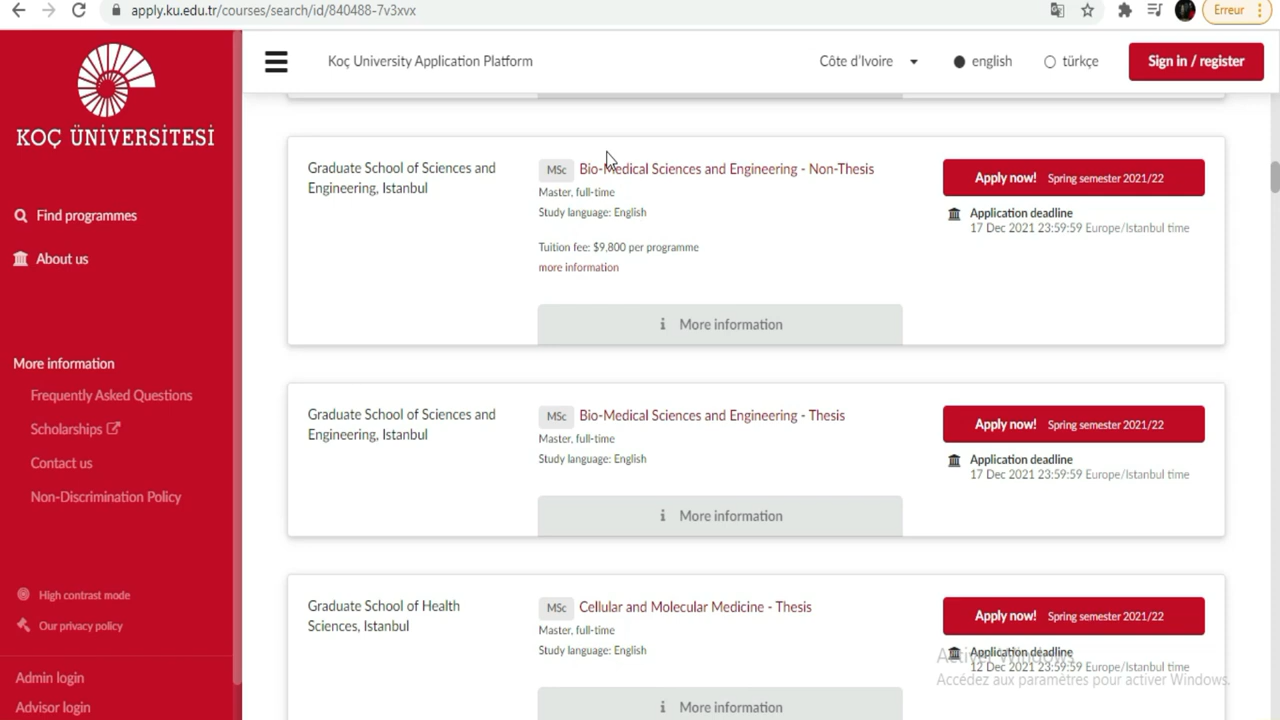 apply.ku.edu.tr/courses/search/id/840488-7v3xvx
Erreur
KOÇ ÜNİVERSİTESİ
Find programmes
About us
More information
Frequently Asked Questions
Scholarships
Contact us
Non-Discrimination Policy
High contrast mode
Our privacy policy
Admin login
Advisor login
Koç University Application Platform
Côte d'Ivoire
english
türkçe
Sign in / register
Graduate School of Sciences and
Engineering, Istanbul
MSc Bio-Medical Sciences and Engineering - Non-Thesis
Master, full-time
Study language: English
Tuition fee: $9,800 per programme
more information
More information
Apply now! Spring semester 2021/22
Application deadline
17 Dec 2021 23:59:59 Europe/Istanbul time
Graduate School of Sciences and
Engineering, Istanbul
MSc Bio-Medical Sciences and Engineering - Thesis
Master, full-time
Study language: English
More information
Apply now! Spring semester 2021/22
Application deadline
17 Dec 2021 23:59:59 Europe/Istanbul time
Graduate School of Health
Sciences, Istanbul
MSc Cellular and Molecular Medicine - Thesis
Master, full-time
Study language: English
More information
Apply now! Spring semester 2021/22
Application deadline
12 Dec 2021 23:59:59 Europe/Istanbul time
Activer Windows
Accédez aux paramètres pour activer Windows.